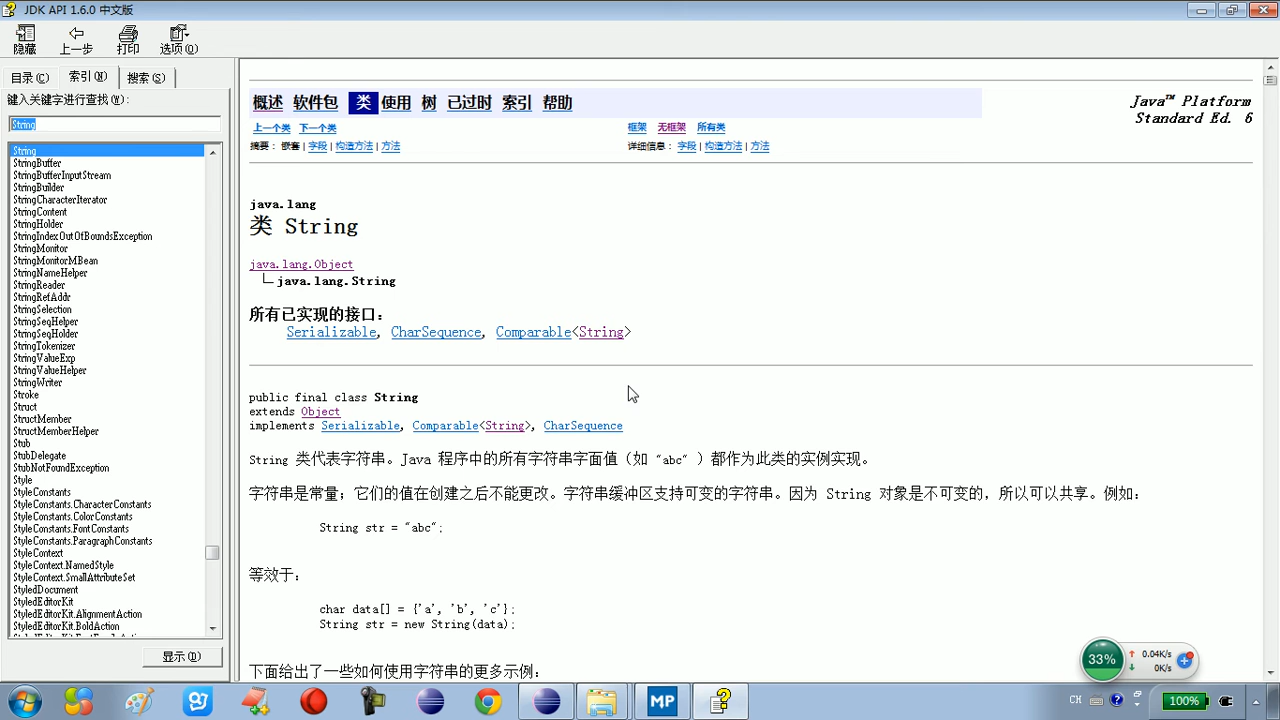 JDK API 1.6.0 中文版
隐藏 上一步 打印 选项(O)
目录(C) 索引(N) 搜索(S)
键入关键字进行查找(W):
String
String
StringBuffer
StringBufferInputStream
StringBuilder
StringCharacterIterator
StringContent
StringHolder
StringIndexOutOfBoundsException
StringMonitor
StringMonitorMBean
StringNameHelper
StringReader
StringRefAddr
StringSelection
StringSeqHelper
StringSeqHolder
StringTokenizer
StringValueExp
StringValueHelper
StringWriter
Stroke
Struct
StructMember
StructMemberHelper
Stub
StubDelegate
StubNotFoundException
Style
StyleConstants
StyleConstants.CharacterConstants
StyleConstants.ColorConstants
StyleConstants.FontConstants
StyleConstants.ParagraphConstants
StyleContext
StyleContext.NamedStyle
StyleContext.SmallAttributeSet
StyledDocument
StyledEditorKit
StyledEditorKit.AlignmentAction
StyledEditorKit.BoldAction
显示(D)
概述 软件包 类 使用 树 已过时 索引 帮助
Java™ Platform
Standard Ed. 6
上一个类 下一个类
框架 无框架 所有类
摘要: 嵌套 | 字段 | 构造方法 | 方法
详细信息: 字段 | 构造方法 | 方法
java.lang
类 String
java.lang.Object
java.lang.String
所有已实现的接口:
Serializable, CharSequence, Comparable<String>
public final class String
extends Object
implements Serializable, Comparable<String>, CharSequence
String 类代表字符串。Java 程序中的所有字符串字面值（如 "abc" ）都作为此类的实例实现。
字符串是常量；它们的值在创建之后不能更改。字符串缓冲区支持可变的字符串。因为 String 对象是不可变的，所以可以共享。例如：
String str = "abc";
等效于：
char data[] = {'a', 'b', 'c'};
String str = new String(data);
下面给出了一些如何使用字符串的更多示例：
33%
0.04K/s
0K/s
MP
CH
100%